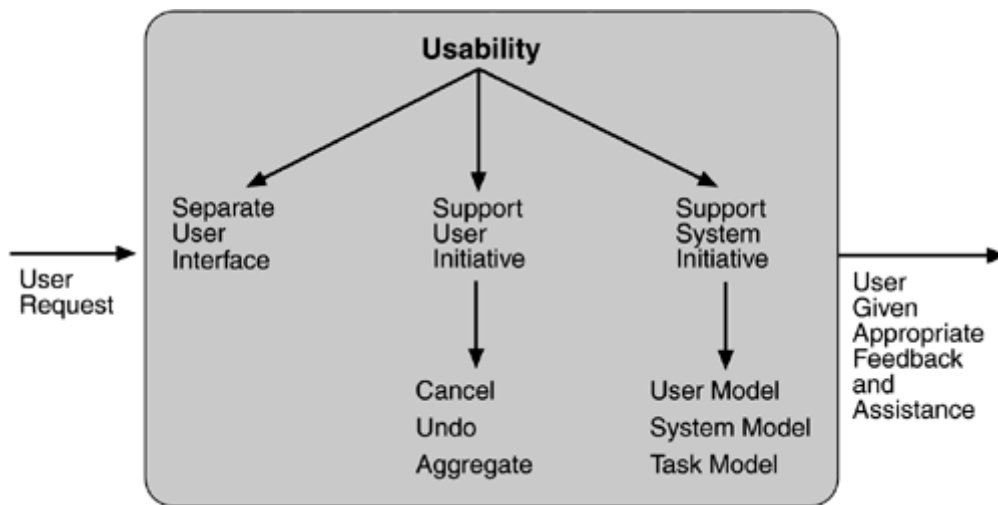 Usability
Separate
User
Interface
Support
User
Initiative
Support
System
Initiative
User
Request
User
Given
Appropriate
Feedback
and
Assistance
Cancel
Undo
Aggregate
User Model
System Model
Task Model